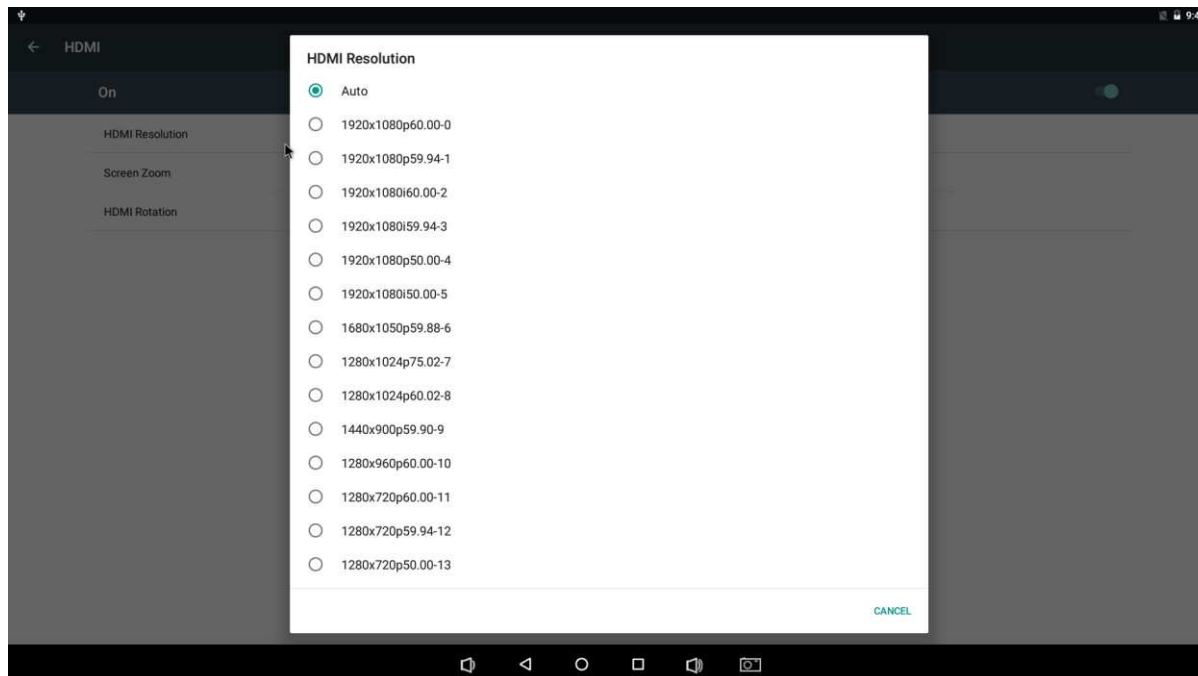 9:4
HDMI
HDMI Resolution
On
Auto
HDMI Resolution
1920x1080p60.00-0
1920x1080p59.94-1
Screen Zoom
1920x1080i60.00-2
HDMI Rotation
1920x1080i59.94-3
1920x1080p50.00-4
1920x1080i50.00-5
1680x1050p59.88-6
1280x1024p75.02-7
1280x1024p60.02-8
1440x900p59.90-9
1280x960p60.00-10
1280x720p60.00-11
1280x720p59.94-12
1280x720p50.00-13
CANCEL